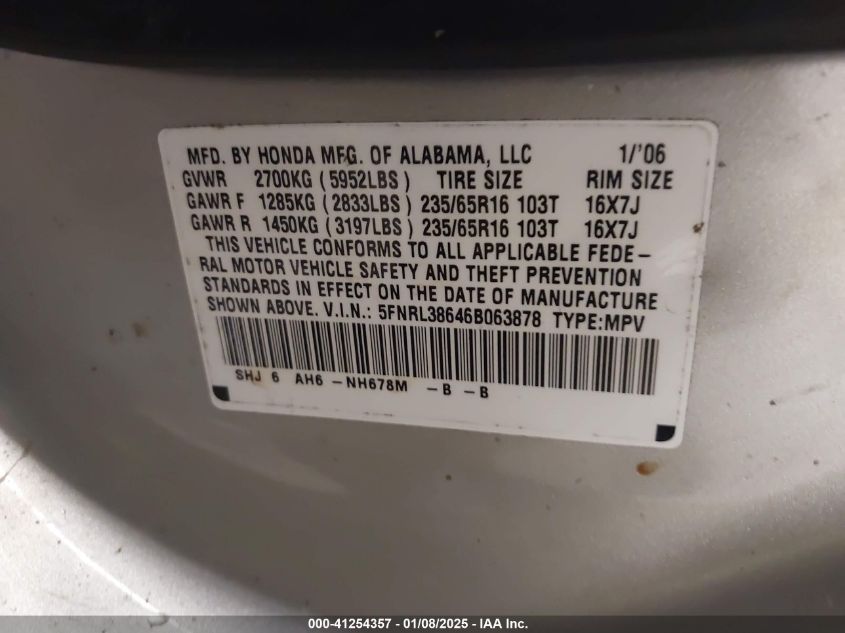 MFD. BY HONDA MFG. OF ALABAMA, LLC 1/'06
GVWR 2700KG (5952LBS) TIRE SIZE RIM SIZE
GAWR F 1285KG (2833LBS) 235/65R16 103T 16X7J
GAWR R 1450KG (3197LBS) 235/65R16 103T 16X7J
THIS VEHICLE CONFORMS TO ALL APPLICABLE FEDE-
RAL MOTOR VEHICLE SAFETY AND THEFT PREVENTION
STANDARDS IN EFFECT ON THE DATE OF MANUFACTURE
SHOWN ABOVE. V.I.N.: 5FNRL38646B063878 TYPE:MPV
SHJ 6 AH6 -NH678M -B -B
000-41254357 - 01/08/2025 - IAA Inc.